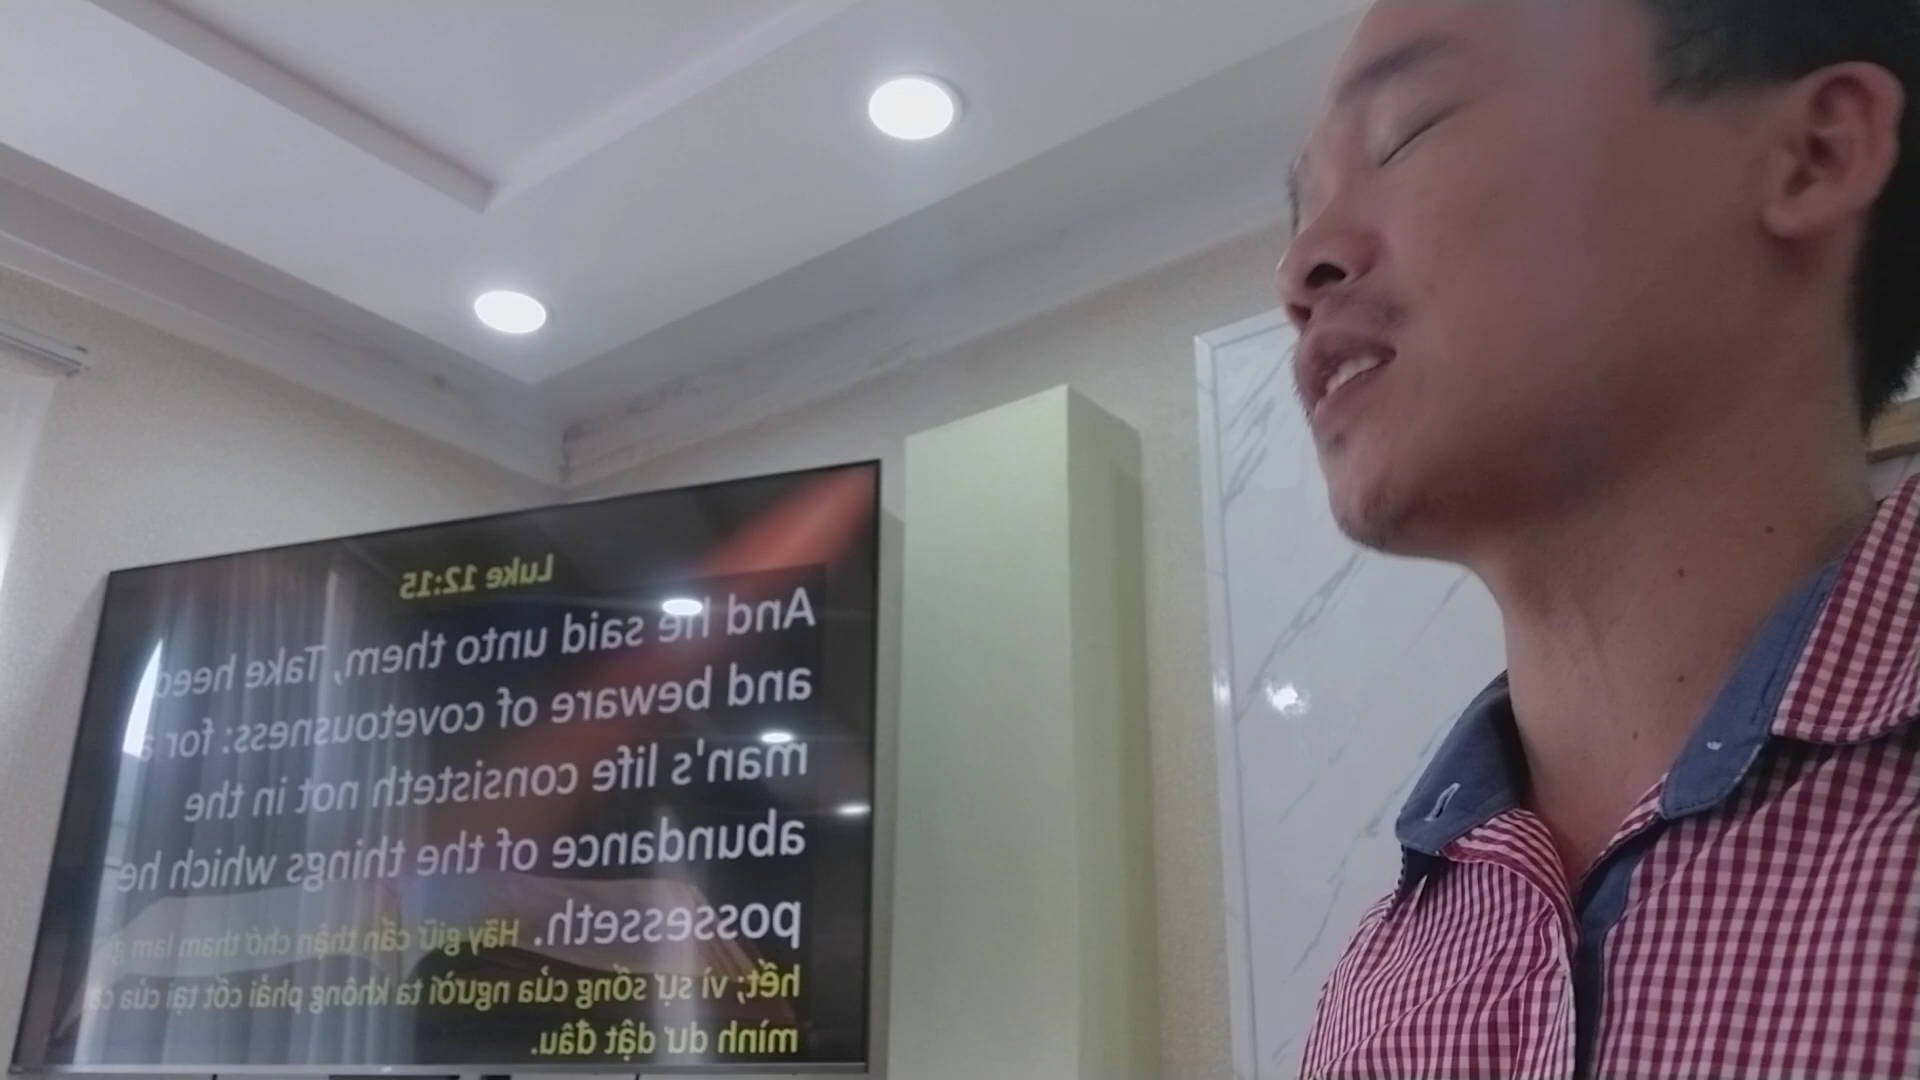 Luke 12:15
And he said unto them, Take heed
and beware of covetousness: for a
man's life consisteth not in the
abundance of the things which he
possesseth. Hãy giữ cẩn thận chớ tham lam
hết; vì sự sống của người ta không phải cốt tại của
mình dư dật đâu.